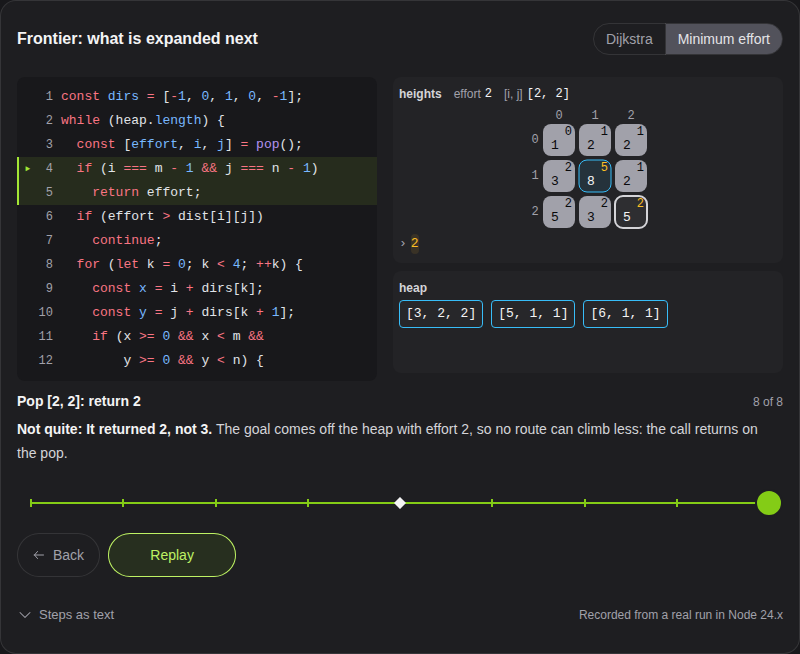 Frontier: what is expanded next
Dijkstra
Minimum effort
1 const dirs = [-1, 0, 1, 0, -1];
2 while (heap.length) {
3 const [effort, i, j] = pop();
▸ 4 if (i === m - 1 && j === n - 1)
5 return effort;
6 if (effort > dist[i][j])
7 continue;
8 for (let k = 0; k < 4; ++k) {
9 const x = i + dirs[k];
10 const y = j + dirs[k + 1];
11 if (x >= 0 && x < m &&
12 y >= 0 && y < n) {
heights effort 2 [i, j] [2, 2]
0 1 2
0 1 0 2 1 2 1
1 3 2 8 5 2 1
2 5 2 3 2 5 2
› 2
heap
[3, 2, 2] [5, 1, 1] [6, 1, 1]
Pop [2, 2]: return 2
8 of 8
Not quite: It returned 2, not 3. The goal comes off the heap with effort 2, so no route can climb less: the call returns on
the pop.
← Back
Replay
Steps as text
Recorded from a real run in Node 24.x